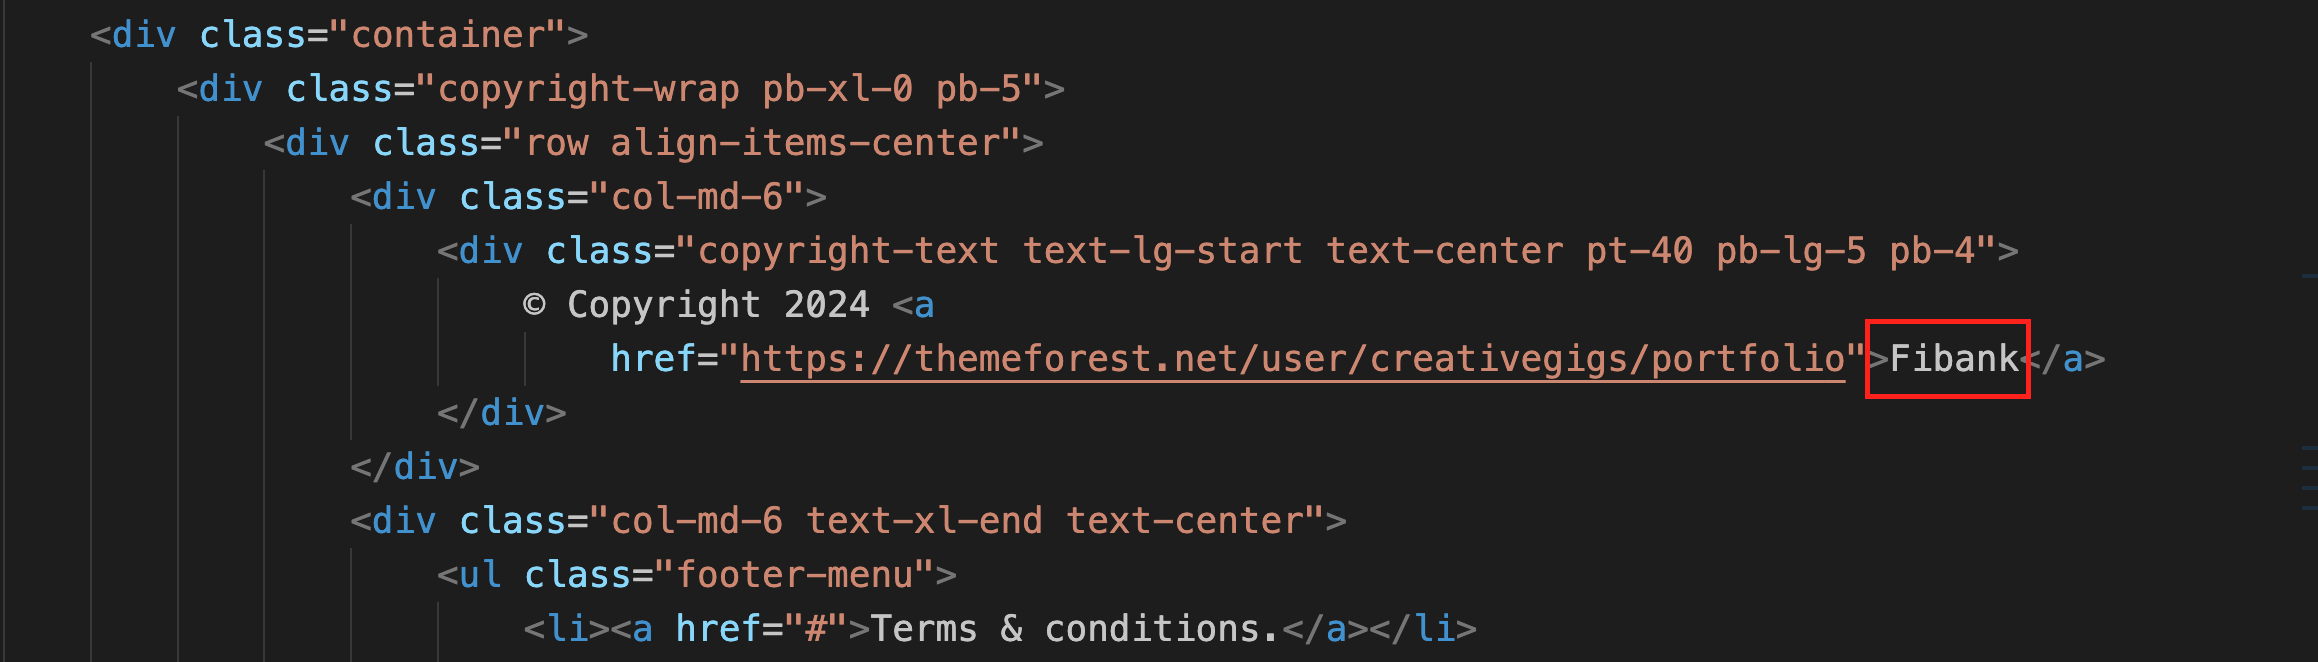 <div class="container">
<div class="copyright-wrap pb-xl-0 pb-5">
<div class="row align-items-center">
<div class="col-md-6">
<div class="copyright-text text-lg-start text-center pt-40 pb-lg-5 pb-4">
© Copyright 2024 <a
href="https://themeforest.net/user/creativegigs/portfolio">Fibank</a>
</div>
</div>
<div class="col-md-6 text-xl-end text-center">
<ul class="footer-menu">
<li><a href="#">Terms & conditions.</a></li>